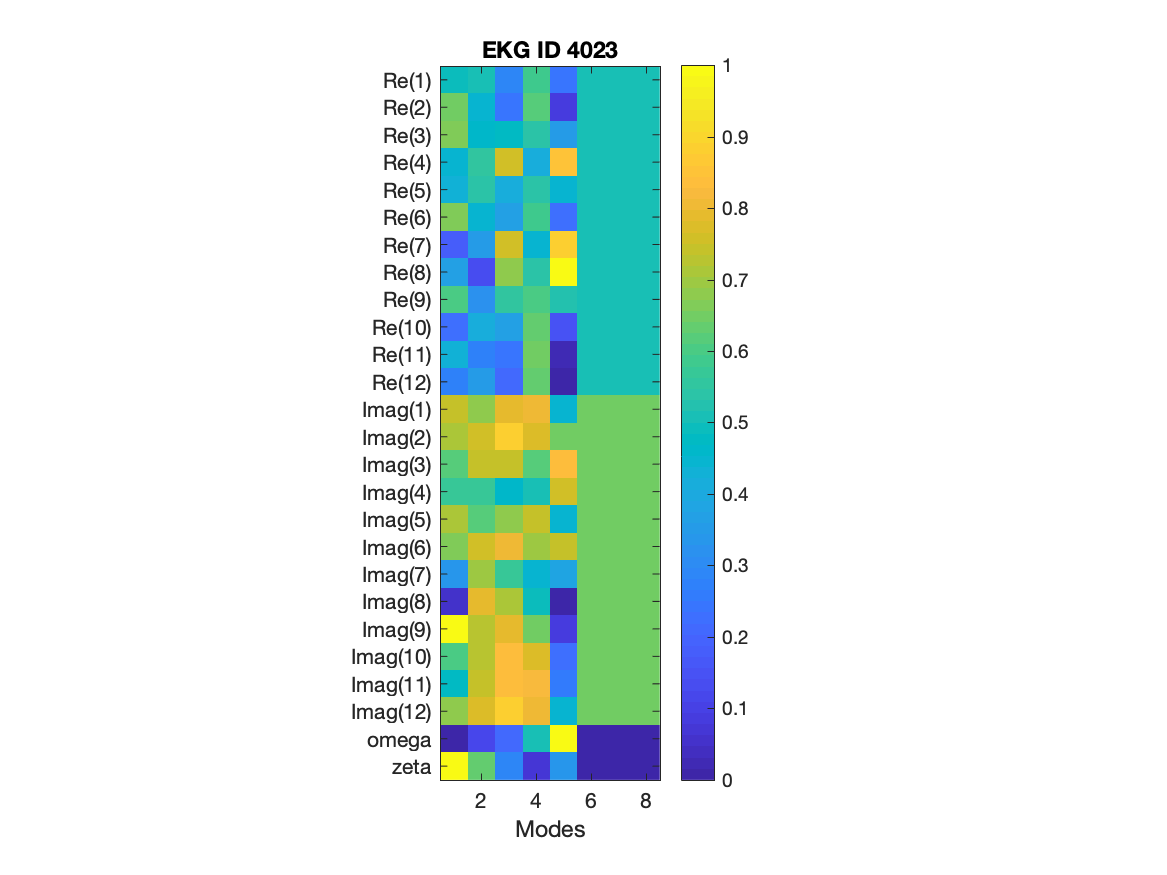 EKG ID 4023
Re(1)
Re(2)
Re(3)
Re(4)
Re(5)
Re(6)
Re(7)
Re(8)
Re(9)
Re(10)
Re(11)
Re(12)
Imag(1)
Imag(2)
Imag(3)
Imag(4)
Imag(5)
Imag(6)
Imag(7)
Imag(8)
Imag(9)
Imag(10)
Imag(11)
Imag(12)
omega
zeta
2 4 6 8
Modes
1
0.9
0.8
0.7
0.6
0.5
0.4
0.3
0.2
0.1
0